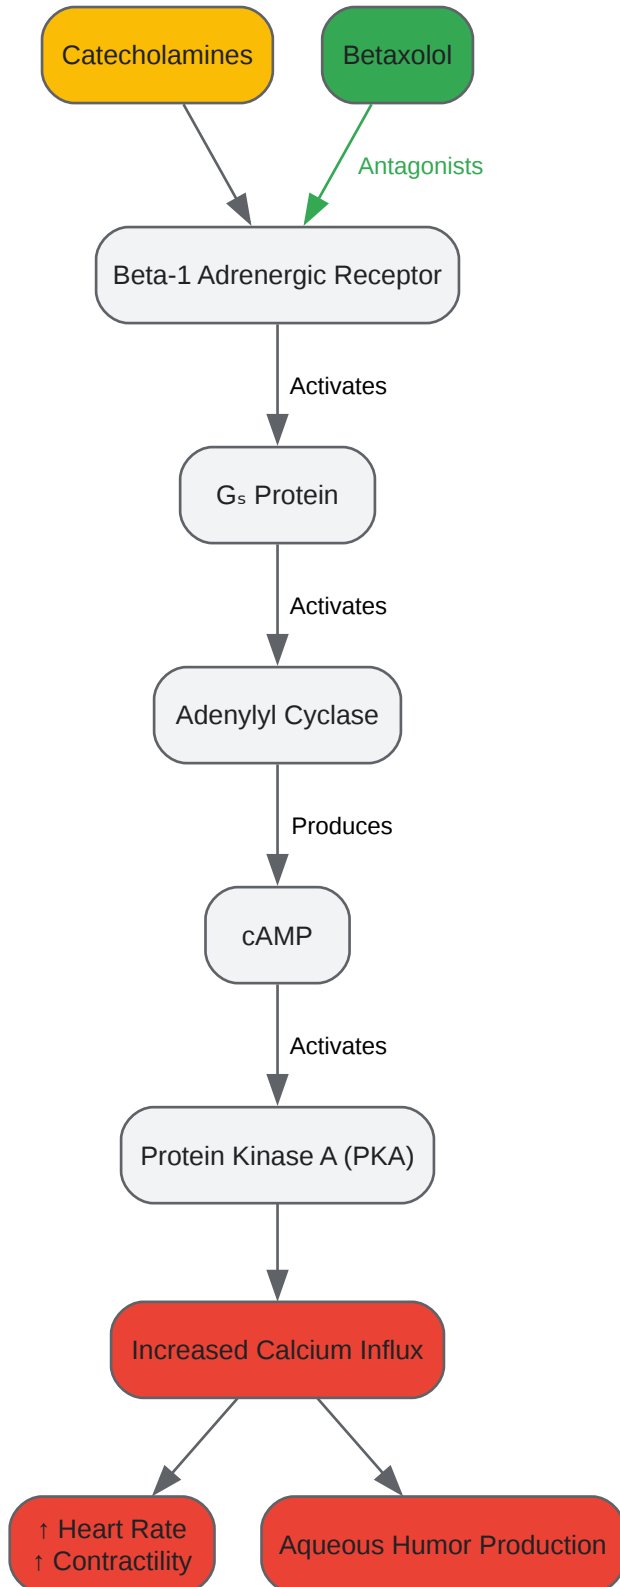 Catecholamines
Betaxolol
Antagonists
Beta-1 Adrenergic Receptor
Activates
Gₛ Protein
Activates
Adenylyl Cyclase
Produces
cAMP
Activates
Protein Kinase A (PKA)
Increased Calcium Influx
↑ Heart Rate
↑ Contractility
Aqueous Humor Production